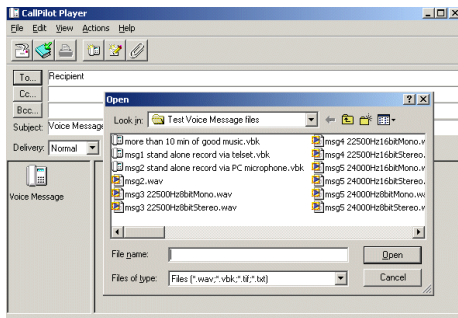 CallPilot Player
File Edit View Actions Help
To... Recipient
Cc...
Bcc...
Subject: Voice Message
Delivery: Normal
Voice Message
Open
Look in: Test Voice Message files
more than 10 min of good music.vbk
msg1 stand alone record via telset.vbk
msg2 stand alone record via PC microphone.vbk
msg2.wav
msg3 22500Hz8bitMono.wav
msg3 22500Hz8bitStereo.wav
msg4 22500Hz16bitMono.w
msg4 22500Hz16bitStereo.
msg5 24000Hz16bitMono.w
msg5 24000Hz16bitStereo.
msg5 24000Hz8bitMono.wa
msg5 24000Hz8bitStereo.w
File name:
Open
Files of type: Files (*.wav;*.vbk;*.tif;*.txt)
Cancel